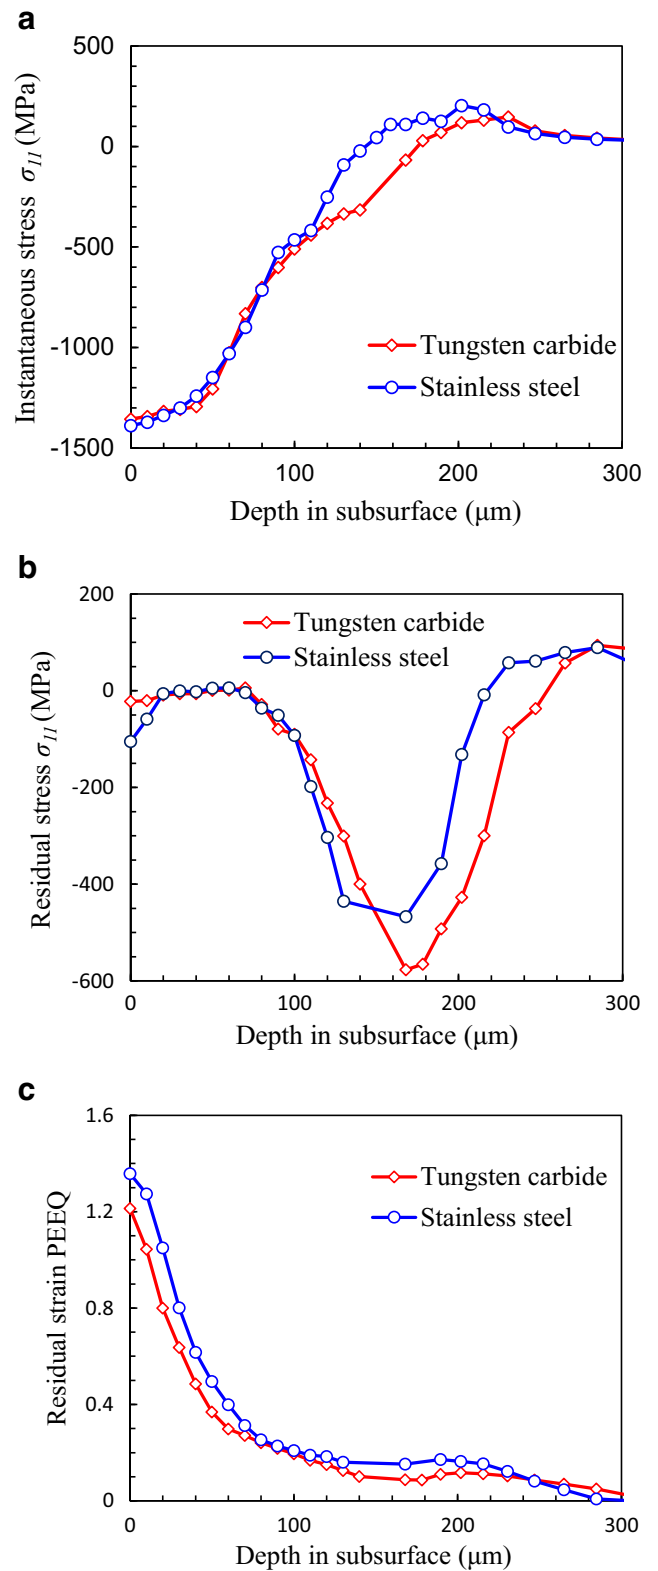 a
500
0
-500
-1000
-1500
Instantaneous stress σ11 (MPa)
Tungsten carbide
Stainless steel
0 100 200 300
Depth in subsurface (μm)
b
200
0
-200
-400
-600
Residual stress σ11 (MPa)
Tungsten carbide
Stainless steel
0 100 200 300
Depth in subsurface (μm)
c
1.6
1.2
0.8
0.4
0
Residual strain PEEQ
Tungsten carbide
Stainless steel
0 100 200 300
Depth in subsurface (μm)